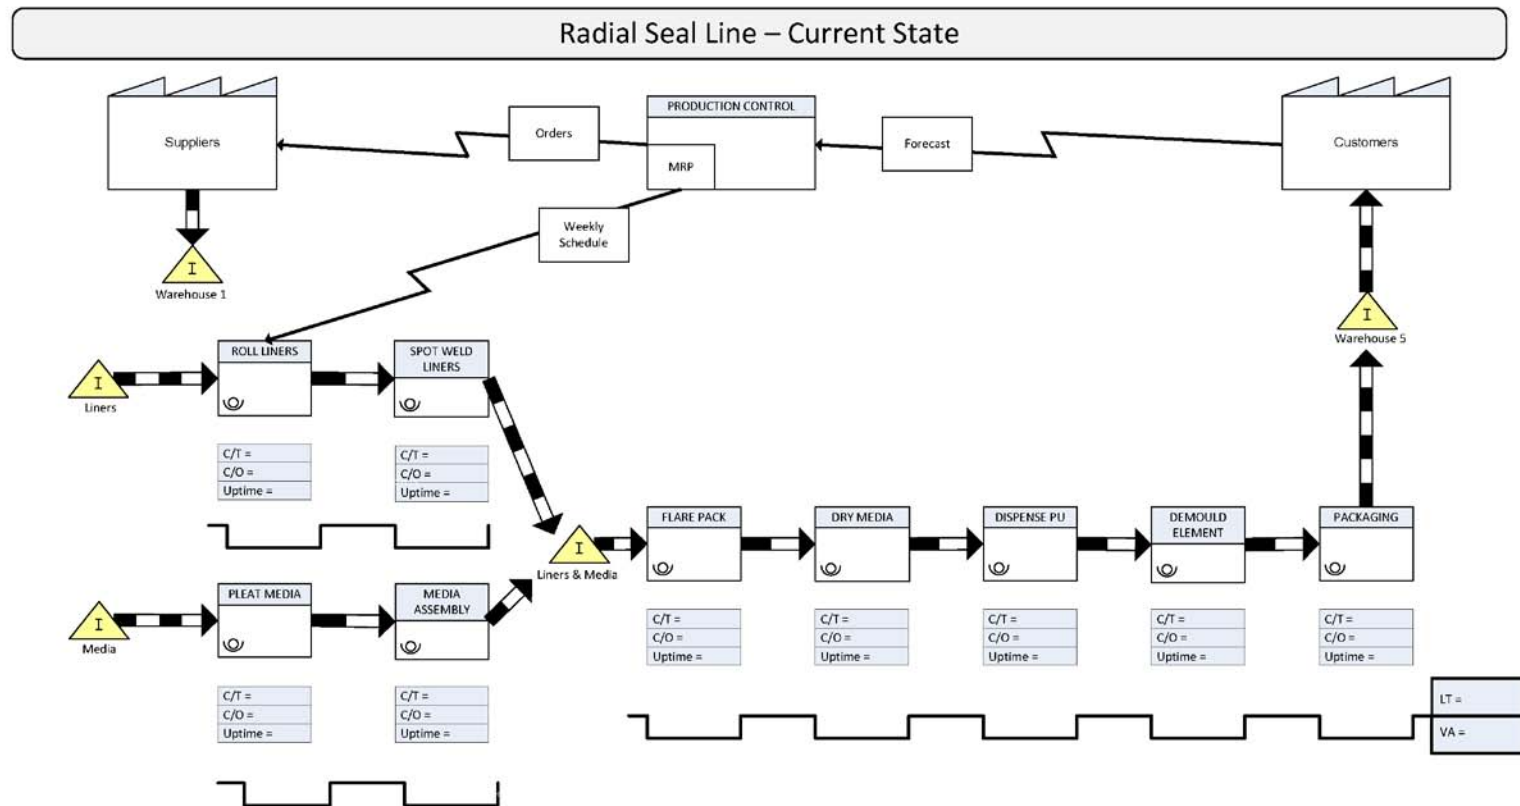 Radial Seal Line – Current State
Suppliers
Orders
PRODUCTION CONTROL
MRP
Forecast
Customers
Weekly
Schedule
I
Warehouse 1
I
Warehouse 5
I
Liners
ROLL LINERS
SPOT WELD
LINERS
C/T =
C/O =
Uptime =
C/T =
C/O =
Uptime =
I
Liners & Media
FLARE PACK
DRY MEDIA
DISPENSE PU
DEMOULD
ELEMENT
PACKAGING
I
Media
PLEAT MEDIA
MEDIA
ASSEMBLY
C/T =
C/O =
Uptime =
C/T =
C/O =
Uptime =
C/T =
C/O =
Uptime =
C/T =
C/O =
Uptime =
C/T =
C/O =
Uptime =
C/T =
C/O =
Uptime =
C/T =
C/O =
Uptime =
LT =
VA =